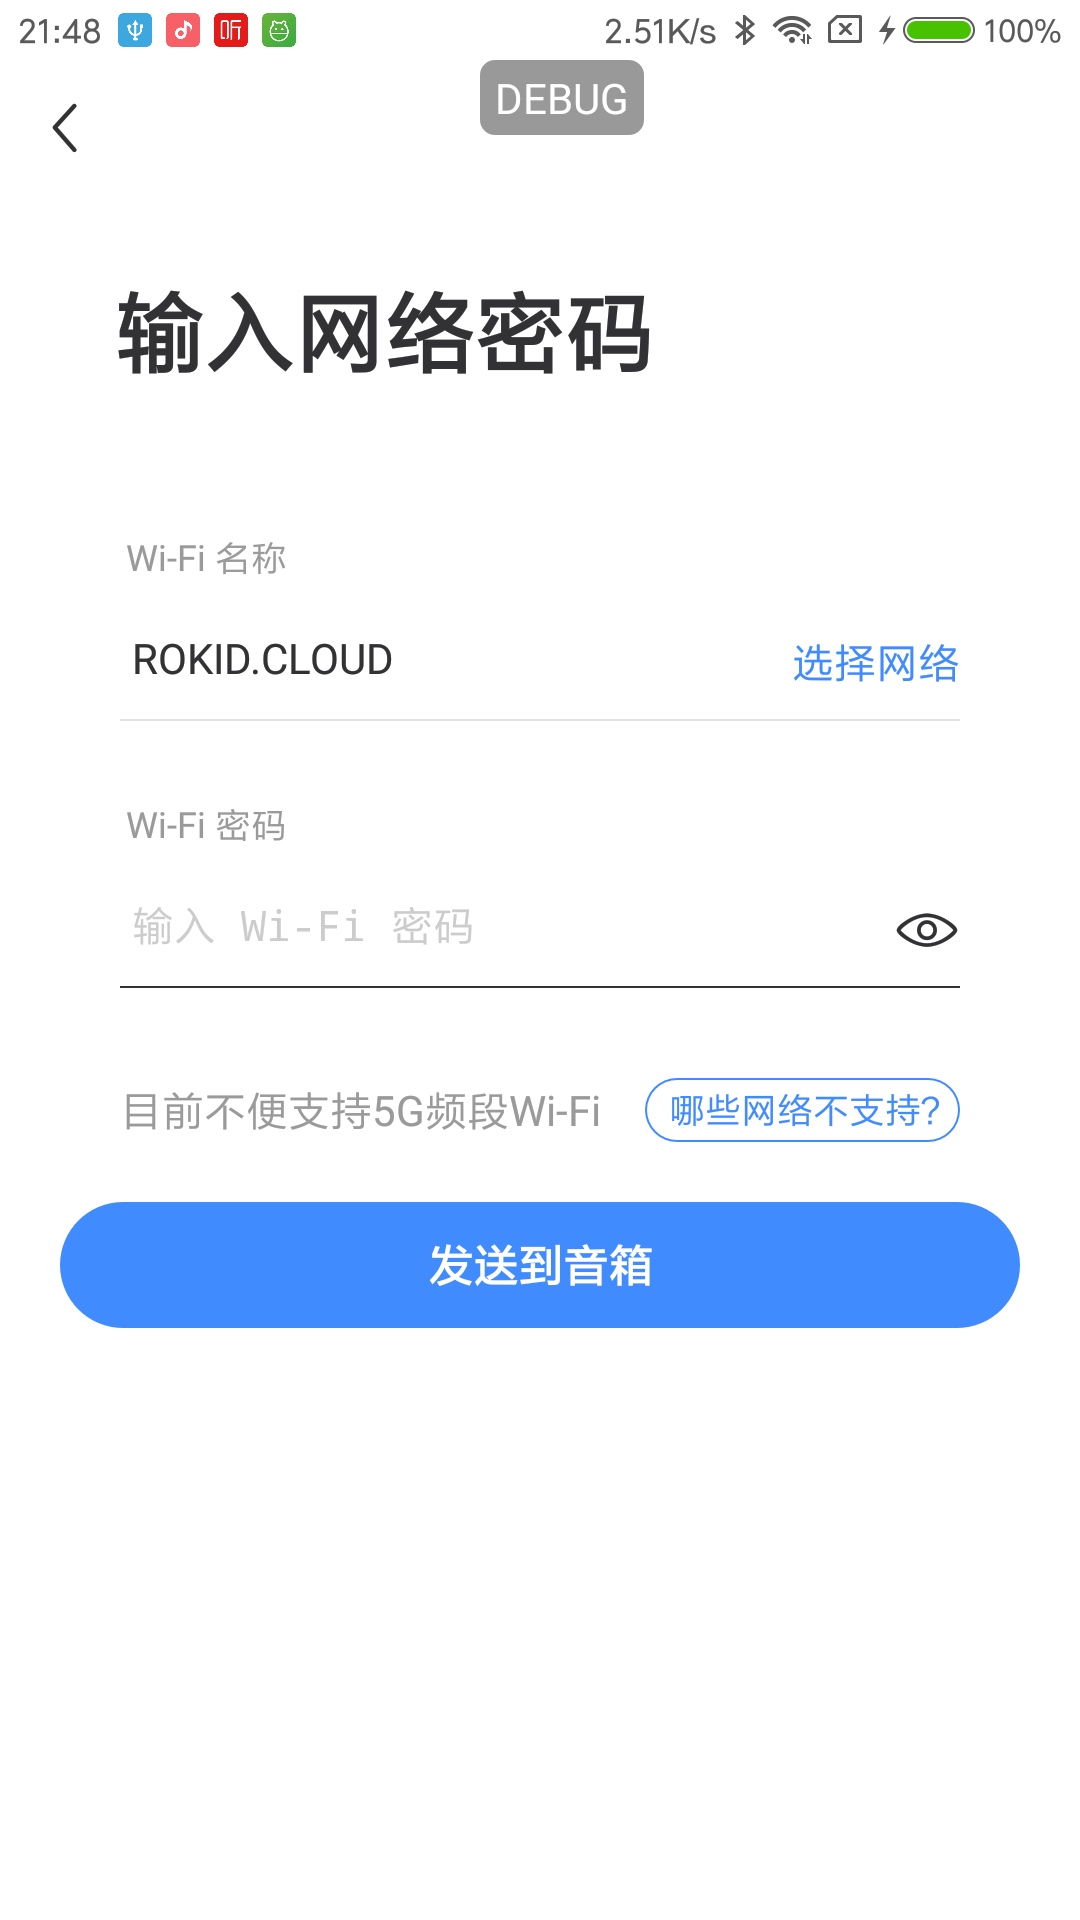 21:48 听 2.51K/s 100%
DEBUG
输入网络密码
Wi-Fi 名称
ROKID.CLOUD 选择网络
Wi-Fi 密码
输入 Wi-Fi 密码
目前不便支持5G频段Wi-Fi 哪些网络不支持?
发送到音箱